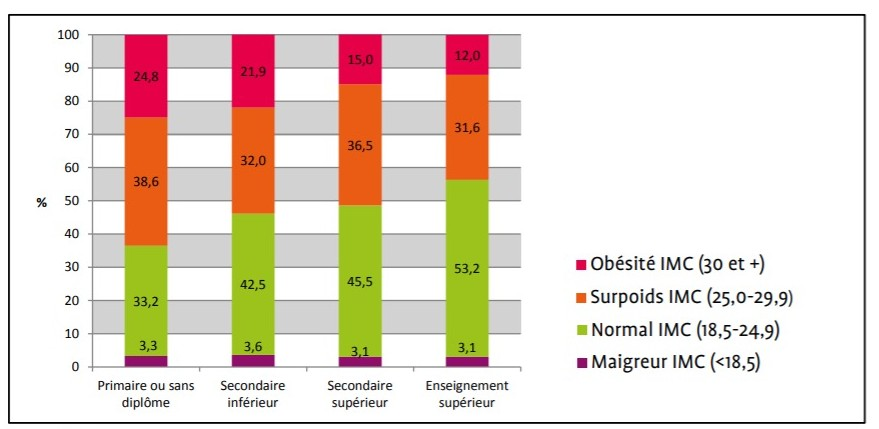 100
90
80
70
60
50
40
30
20
10
0
%
24,8
38,6
33,2
3,3
21,9
32,0
42,5
3,6
15,0
36,5
45,5
3,1
12,0
31,6
53,2
3,1
Primaire ou sans
diplôme
Secondaire
inférieur
Secondaire
supérieur
Enseignement
supérieur
Obésité IMC (30 et +)
Surpoids IMC (25,0-29,9)
Normal IMC (18,5-24,9)
Maigreur IMC (<18,5)